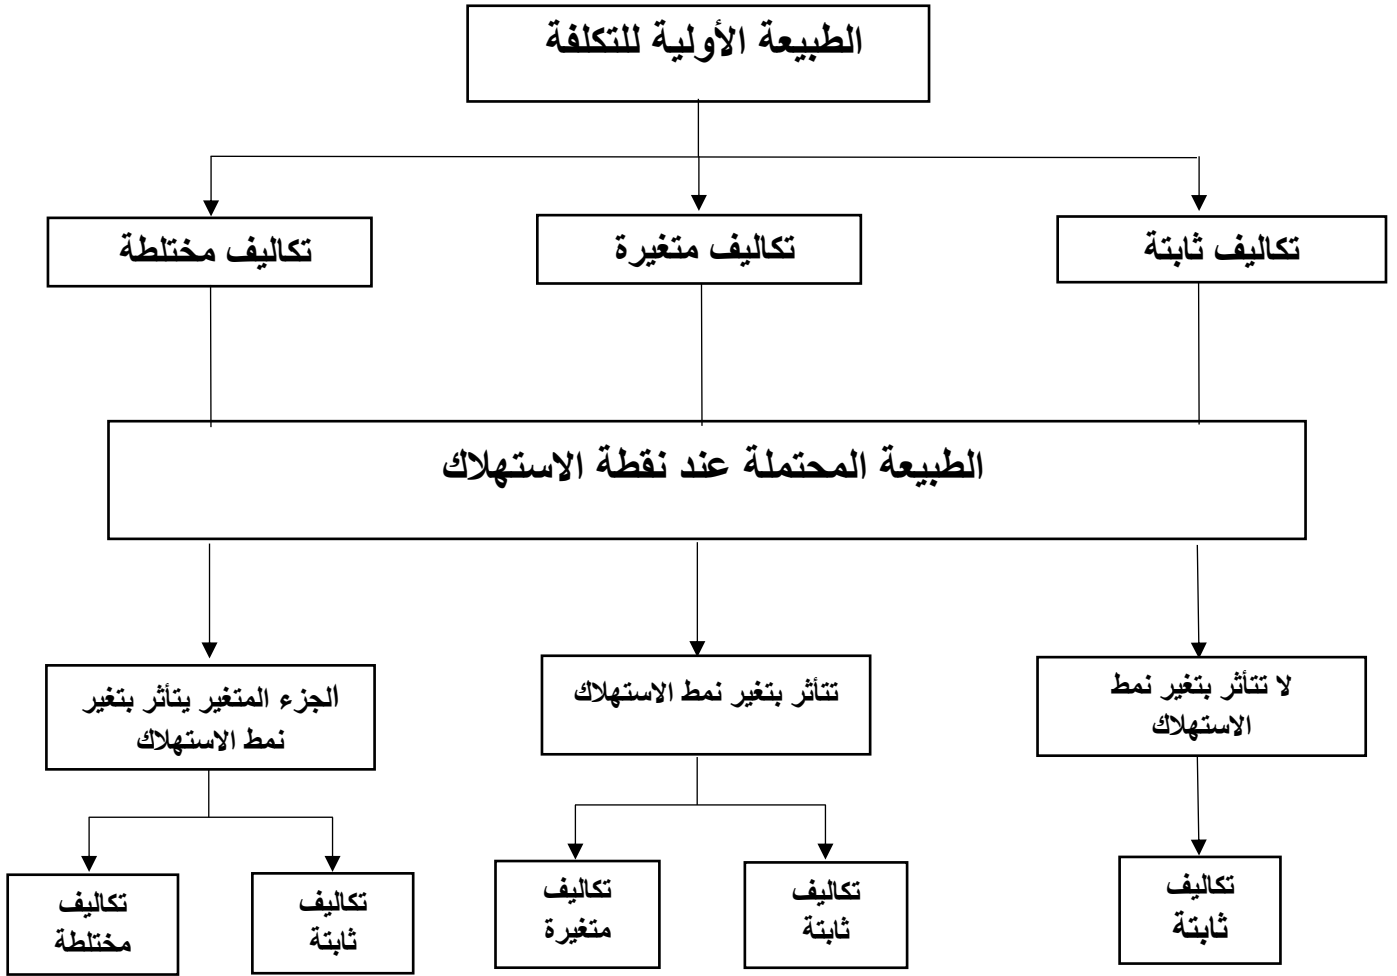 الطبيعة الأولية للتكلفة
تكاليف ثابتة
تكاليف متغيرة
تكاليف مختلطة
الطبيعة المحتملة عند نقطة الاستهلاك
لا تتأثر بتغير نمط
الاستهلاك
تتأثر بتغير نمط الاستهلاك
الجزء المتغير يتأثر بتغير
نمط الاستهلاك
تكاليف
ثابتة
تكاليف
ثابتة
تكاليف
متغيرة
تكاليف
ثابتة
تكاليف
مختلطة